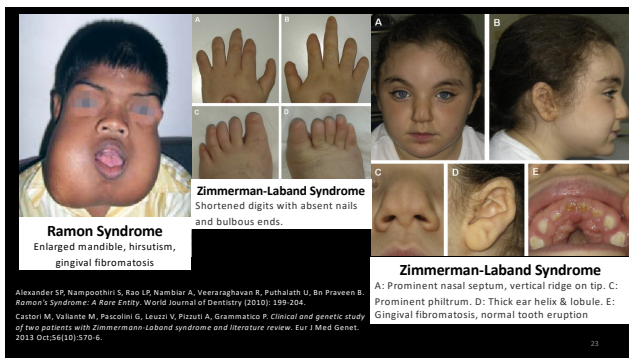 A
B
C
D
Zimmerman-Laband Syndrome
Shortened digits with absent nails
and bulbous ends.
Ramon Syndrome
Enlarged mandible, hirsutism,
gingival fibromatosis
A
B
C
D
E
Zimmerman-Laband Syndrome
A: Prominent nasal septum, vertical ridge on tip. C:
Prominent philtrum. D: Thick ear helix & lobule. E:
Gingival fibromatosis, normal tooth eruption
Alexander SP, Nampoothiri S, Rao LP, Nambiar A, Veeraraghavan R, Puthalath U, Bn Praveen B.
Ramon's Syndrome: A Rare Entity. World Journal of Dentistry (2010): 199-204.
Castori M, Valiante M, Pascolini G, Leuzzi V, Pizzuti A, Grammatico P. Clinical and genetic study
of two patients with Zimmermann-Laband syndrome and literature review. Eur J Med Genet.
2013 Oct;56(10):570-6.
23